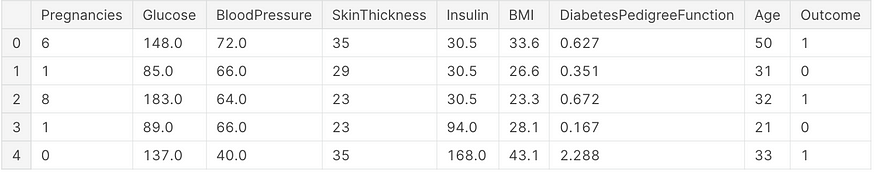 Pregnancies Glucose BloodPressure SkinThickness Insulin BMI DiabetesPedigreeFunction Age Outcome
0 6 148.0 72.0 35 30.5 33.6 0.627 50 1
1 1 85.0 66.0 29 30.5 26.6 0.351 31 0
2 8 183.0 64.0 23 30.5 23.3 0.672 32 1
3 1 89.0 66.0 23 94.0 28.1 0.167 21 0
4 0 137.0 40.0 35 168.0 43.1 2.288 33 1